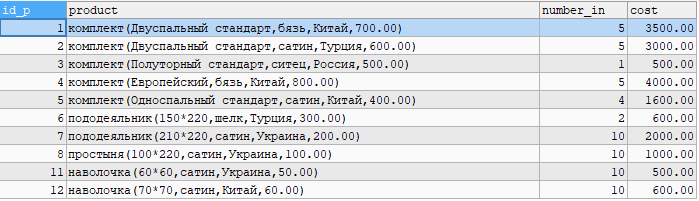 id_p product number_in cost
1 комплект(Двуспальный стандарт,бязь,Китай,700.00) 5 3500.00
2 комплект(Двуспальный стандарт,сатин,Турция,600.00) 5 3000.00
3 комплект(Полуторный стандарт,ситец,Россия,500.00) 1 500.00
4 комплект(Европейский,бязь,Китай,800.00) 5 4000.00
5 комплект(Односпальный стандарт,сатин,Китай,400.00) 4 1600.00
6 пододеяльник(150*220,шелк,Турция,300.00) 2 600.00
7 пододеяльник(210*220,сатин,Украина,200.00) 10 2000.00
8 простыня(100*220,сатин,Украина,100.00) 10 1000.00
11 наволочка(60*60,сатин,Украина,50.00) 10 500.00
12 наволочка(70*70,сатин,Китай,60.00) 10 600.00